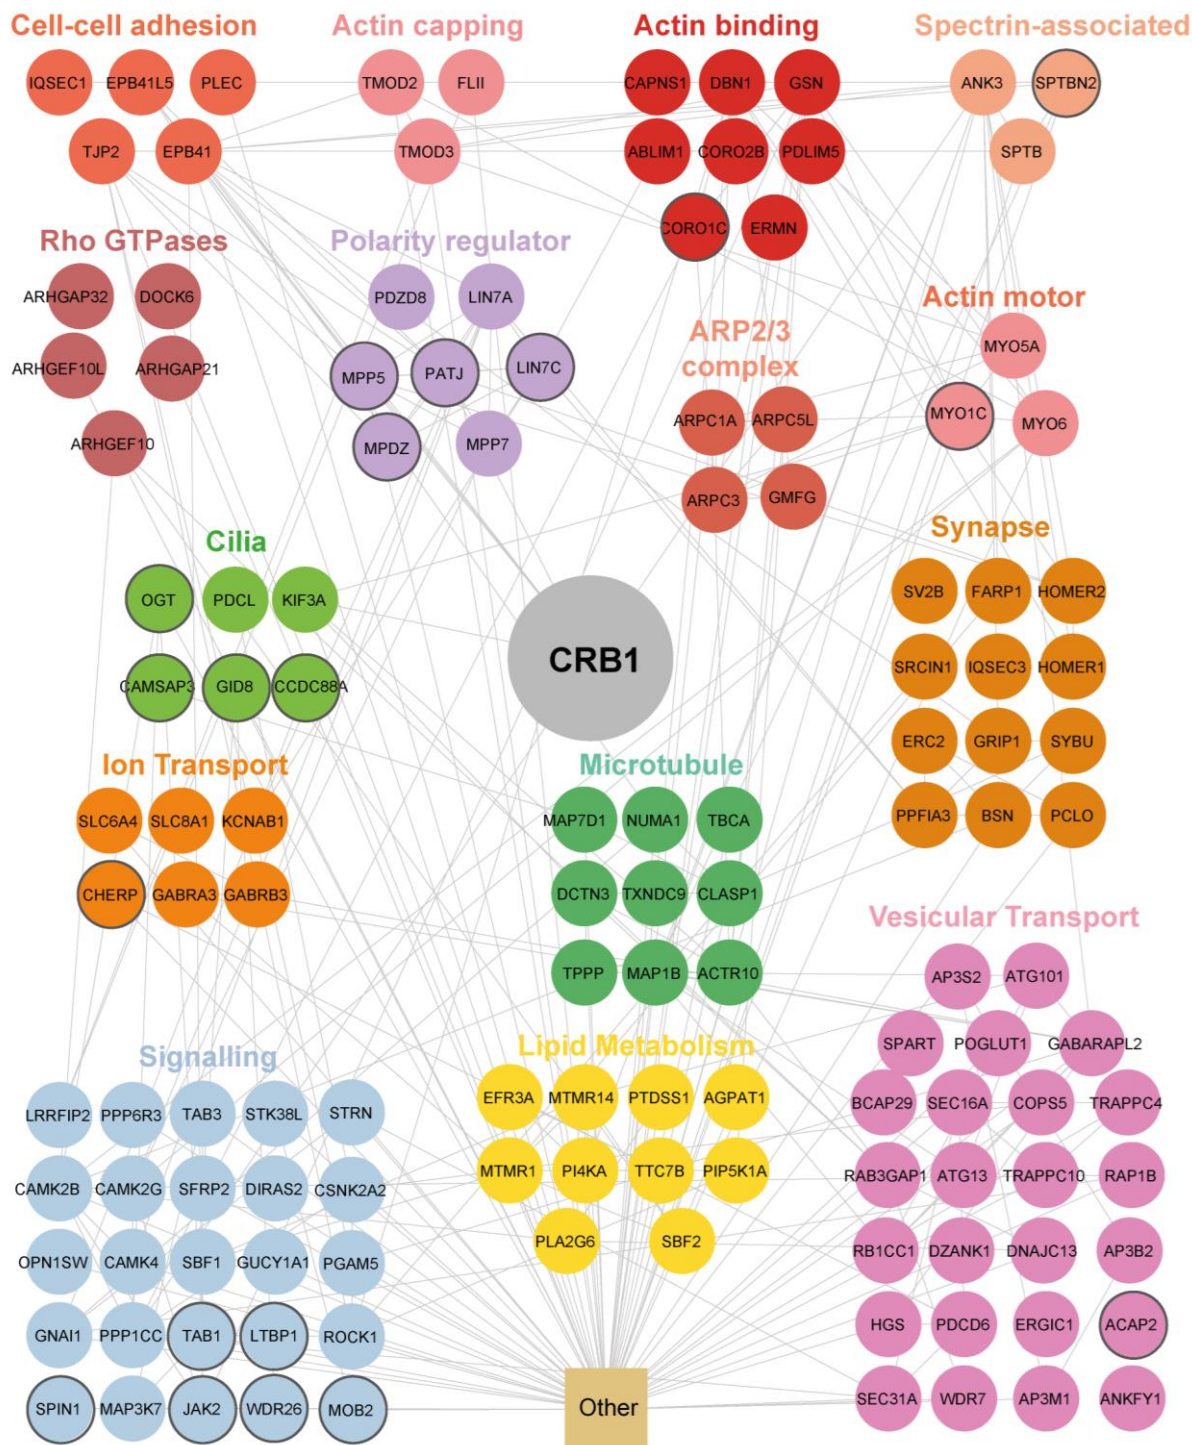 Cell-cell adhesion
IQSEC1 EPB41L5 PLEC
TJP2 EPB41
Actin capping
TMOD2 FLII
TMOD3
Actin binding
CAPNS1 DBN1 GSN
ABLIM1 CORO2B PDLIM5
CORO1C ERMN
Spectrin-associated
ANK3 SPTBN2
SPTB
Rho GTPases
ARHGAP32 DOCK6
ARHGEF10L ARHGAP21
ARHGEF10
Polarity regulator
PDZD8 LIN7A
MPP5 PATJ LIN7C
MPDZ MPP7
ARP2/3
complex
ARPC1A ARPC5L
ARPC3 GMFG
Actin motor
MYO5A
MYO1C MYO6
Cilia
OGT PDCL KIF3A
CAMSAP3 GID8 CCDC88A
CRB1
Synapse
SV2B FARP1 HOMER2
SRCIN1 IQSEC3 HOMER1
ERC2 GRIP1 SYBU
PPFIA3 BSN PCLO
Ion Transport
SLC6A4 SLC8A1 KCNAB1
CHERP GABRA3 GABRB3
Microtubule
MAP7D1 NUMA1 TBCA
DCTN3 TXNDC9 CLASP1
TPPP MAP1B ACTR10
Vesicular Transport
AP3S2 ATG101
SPART POGLUT1 GABARAPL2
BCAP29 SEC16A COPS5 TRAPPC4
RAB3GAP1 ATG13 TRAPPC10 RAP1B
RB1CC1 DZANK1 DNAJC13 AP3B2
HGS PDCD6 ERGIC1 ACAP2
SEC31A WDR7 AP3M1 ANKFY1
Signalling
LRRFIP2 PPP6R3 TAB3 STK38L STRN
CAMK2B CAMK2G SFRP2 DIRAS2 CSNK2A2
OPN1SW CAMK4 SBF1 GUCY1A1 PGAM5
GNAI1 PPP1CC TAB1 LTBP1 ROCK1
SPIN1 MAP3K7 JAK2 WDR26 MOB2
Lipid Metabolism
EFR3A MTMR14 PTDSS1 AGPAT1
MTMR1 PI4KA TTC7B PIP5K1A
PLA2G6 SBF2
Other